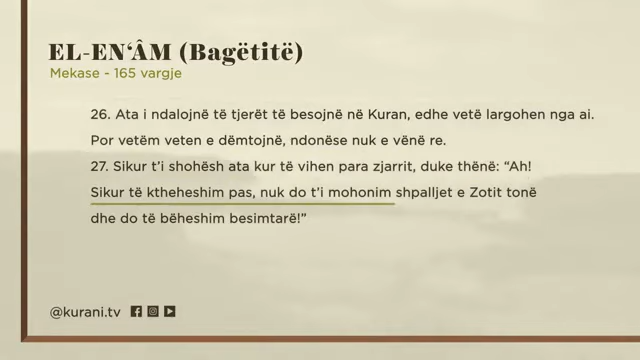 EL-EN‘ÂM (Bagëtitë)
Mekase - 165 vargje
26. Ata i ndalojnë të tjerët të besojnë në Kuran, edhe vetë largohen nga ai.
Por vetëm veten e dëmtojnë, ndonëse nuk e vënë re.
27. Sikur t’i shohësh ata kur të vihen para zjarrit, duke thënë: “Ah!
Sikur të ktheheshim pas, nuk do t’i mohonim shpalljet e Zotit tonë
dhe do të bëheshim besimtarë!”
@kurani.tv